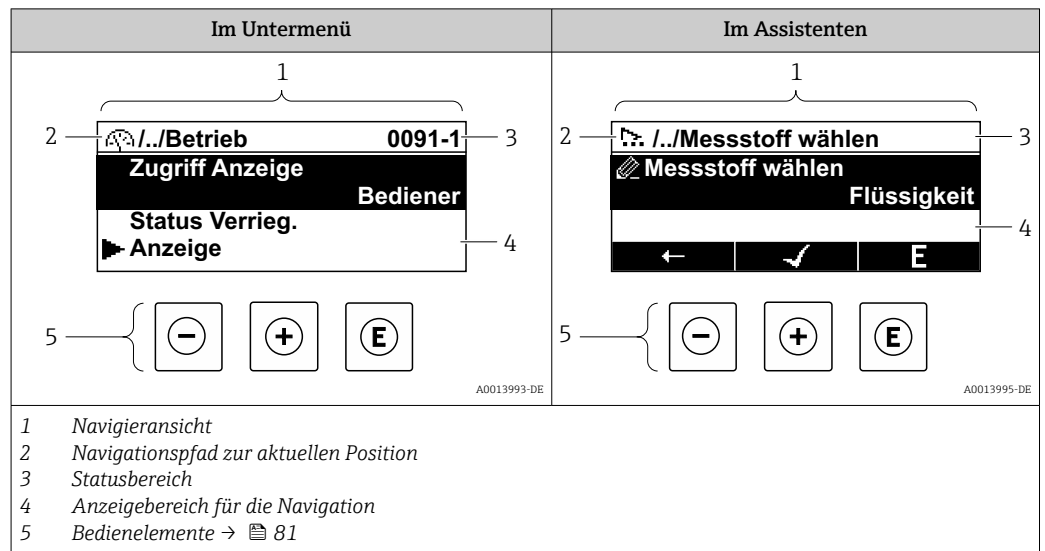 Im Untermenü
Im Assistenten
1
2
/../Betrieb 0091-1
3
Zugriff Anzeige
Bediener
Status Verrieg.
Anzeige
4
5
- + E
A0013993-DE
1
2
/../Messstoff wählen
3
Messstoff wählen
Flüssigkeit
4
← ✓ E
5
- + E
A0013995-DE
1 Navigieransicht
2 Navigationspfad zur aktuellen Position
3 Statusbereich
4 Anzeigebereich für die Navigation
5 Bedienelemente → 81